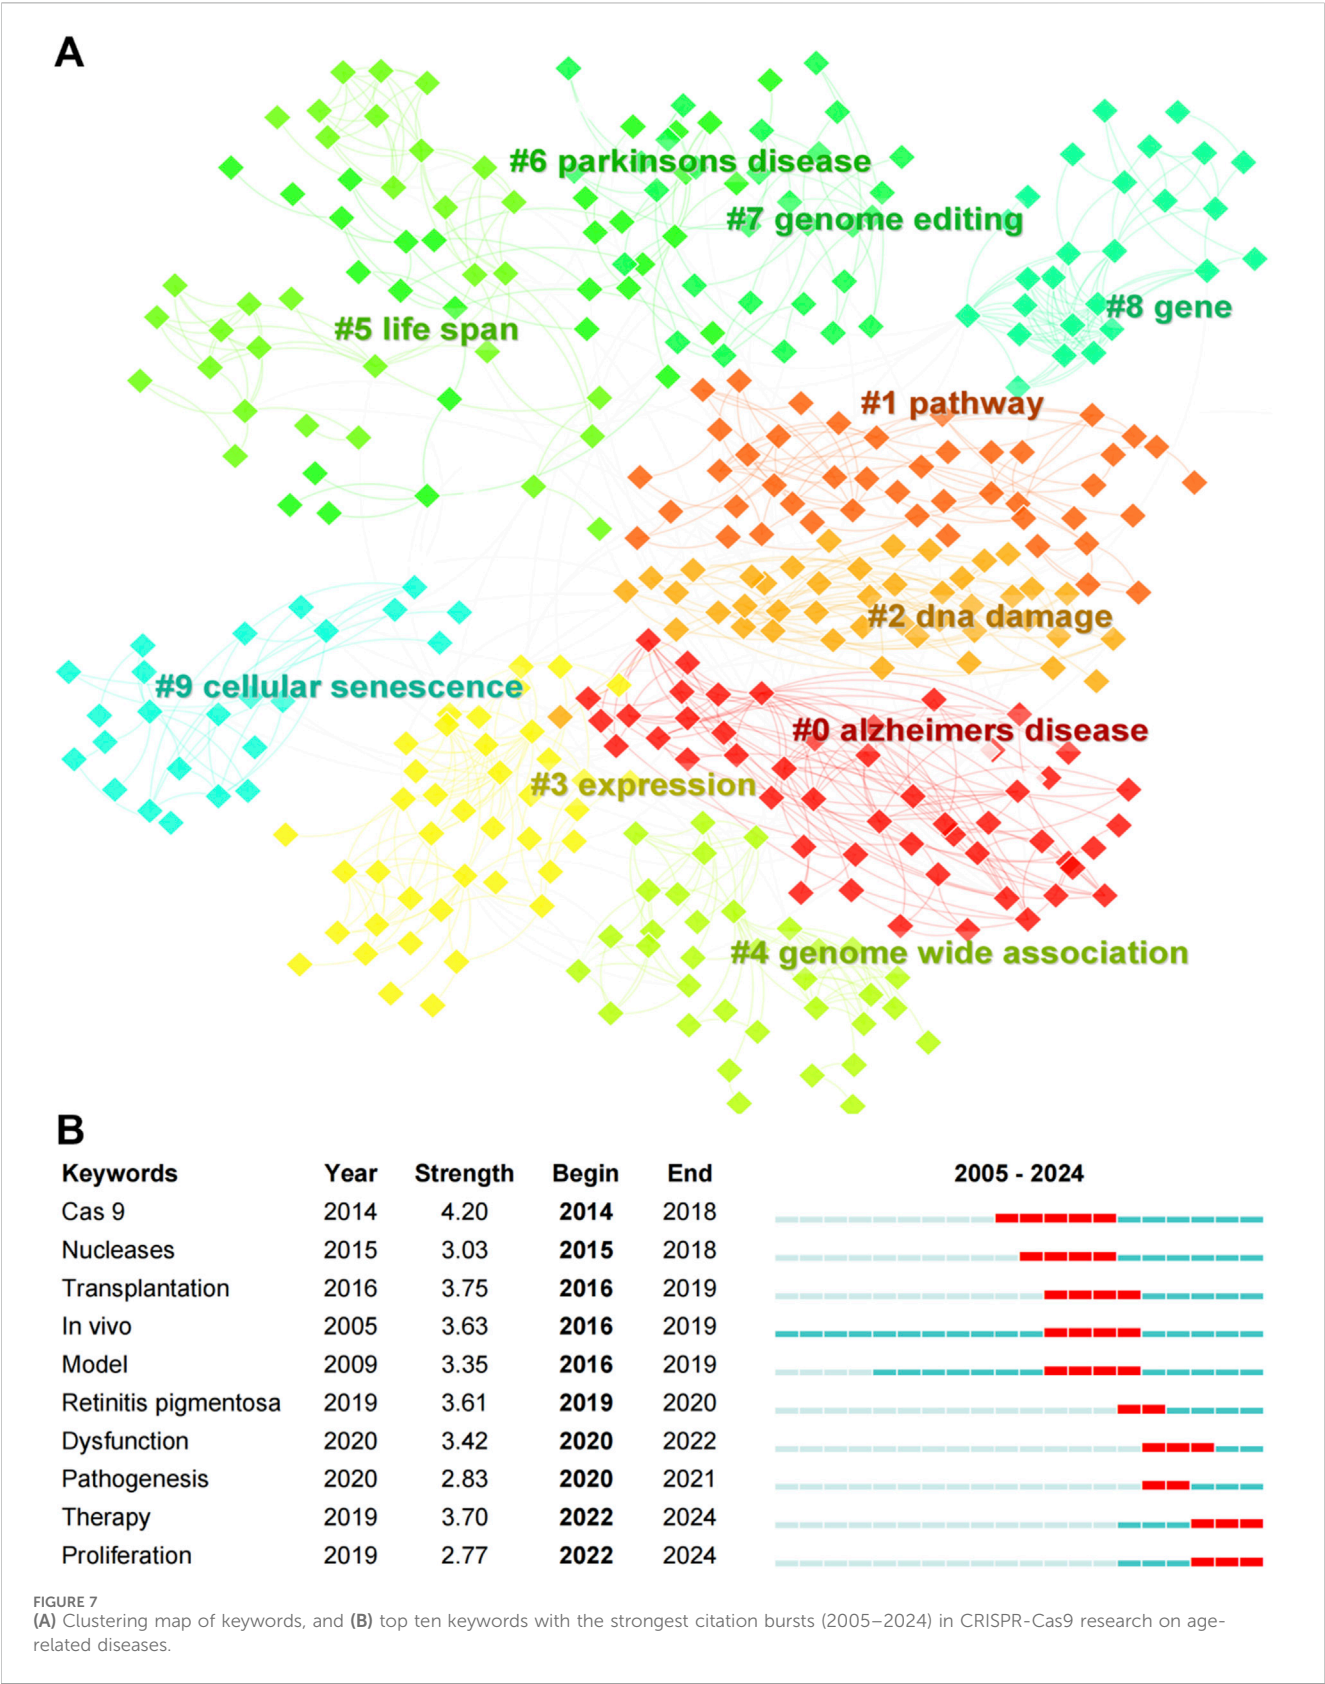 A
#6 parkinsons disease
#7 genome editing
#8 gene
#5 life span
#1 pathway
#2 dna damage
#9 cellular senescence
#0 alzheimers disease
#3 expression
#4 genome wide association
B
Keywords Year Strength Begin End 2005 - 2024
Cas 9 2014 4.20 2014 2018
Nucleases 2015 3.03 2015 2018
Transplantation 2016 3.75 2016 2019
In vivo 2005 3.63 2016 2019
Model 2009 3.35 2016 2019
Retinitis pigmentosa 2019 3.61 2019 2020
Dysfunction 2020 3.42 2020 2022
Pathogenesis 2020 2.83 2020 2021
Therapy 2019 3.70 2022 2024
Proliferation 2019 2.77 2022 2024
FIGURE 7
(A) Clustering map of keywords, and (B) top ten keywords with the strongest citation bursts (2005–2024) in CRISPR-Cas9 research on age-
related diseases.